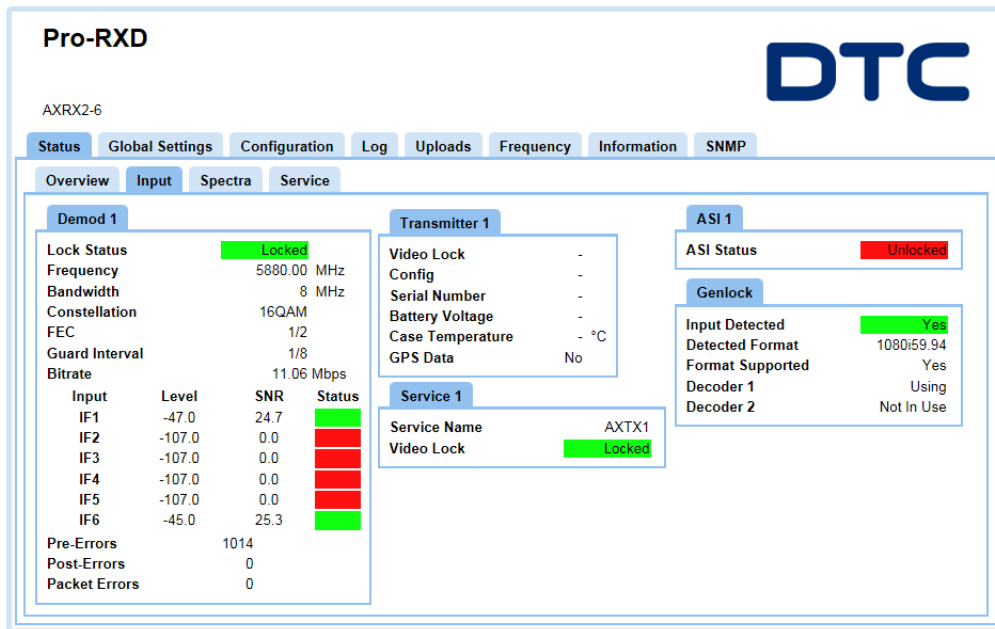 Pro-RXD
DTC
AXRX2-6
Status Global Settings Configuration Log Uploads Frequency Information SNMP
Overview Input Spectra Service
Demod 1
Lock Status Locked
Frequency 5880.00 MHz
Bandwidth 8 MHz
Constellation 16QAM
FEC 1/2
Guard Interval 1/8
Bitrate 11.06 Mbps
Input Level SNR Status
IF1 -47.0 24.7
IF2 -107.0 0.0
IF3 -107.0 0.0
IF4 -107.0 0.0
IF5 -107.0 0.0
IF6 -45.0 25.3
Pre-Errors 1014
Post-Errors 0
Packet Errors 0
Transmitter 1
Video Lock -
Config -
Serial Number -
Battery Voltage -
Case Temperature - °C
GPS Data No
Service 1
Service Name AXTX1
Video Lock Locked
ASI 1
ASI Status Unlocked
Genlock
Input Detected Yes
Detected Format 1080i59.94
Format Supported Yes
Decoder 1 Using
Decoder 2 Not In Use